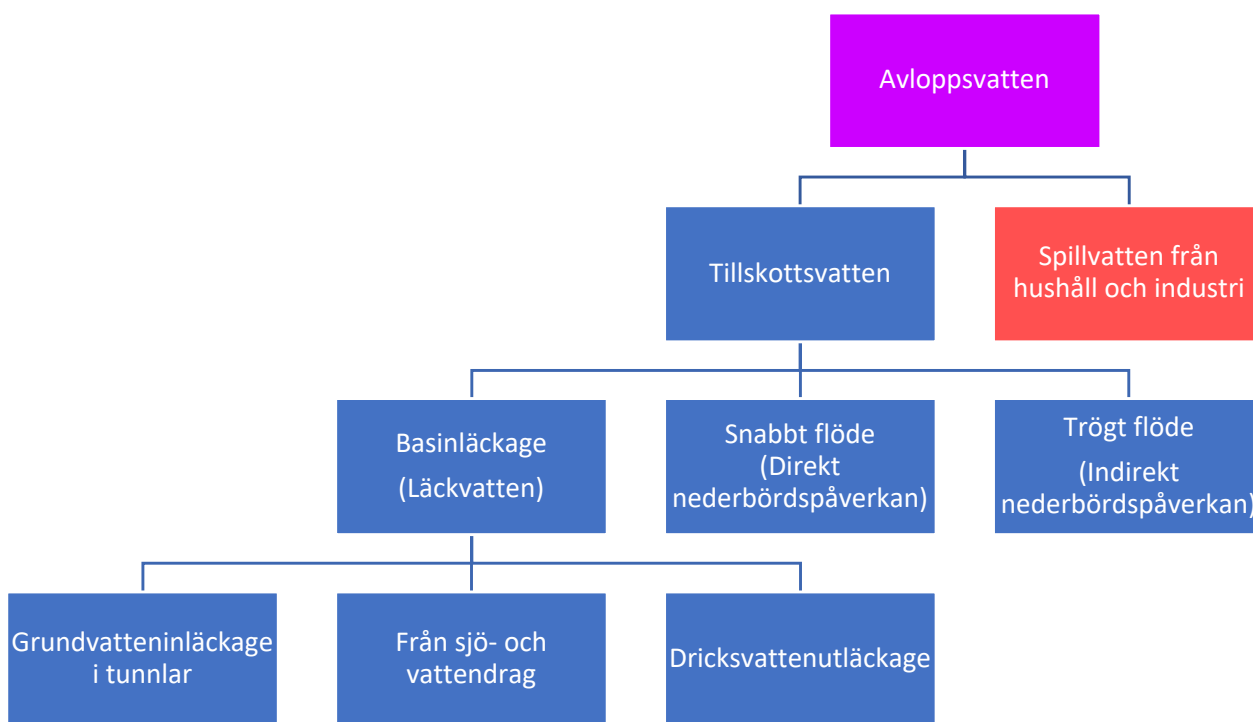 Avloppsvatten
Tillskottsvatten
Spillvatten från
hushåll och industri
Basinläckage
(Läckvatten)
Snabbt flöde
(Direkt
nederbördspåverkan)
Trögt flöde
(Indirekt
nederbördspåverkan)
Grundvatteninläckage
i tunnlar
Från sjö- och
vattendrag
Dricksvattenutläckage